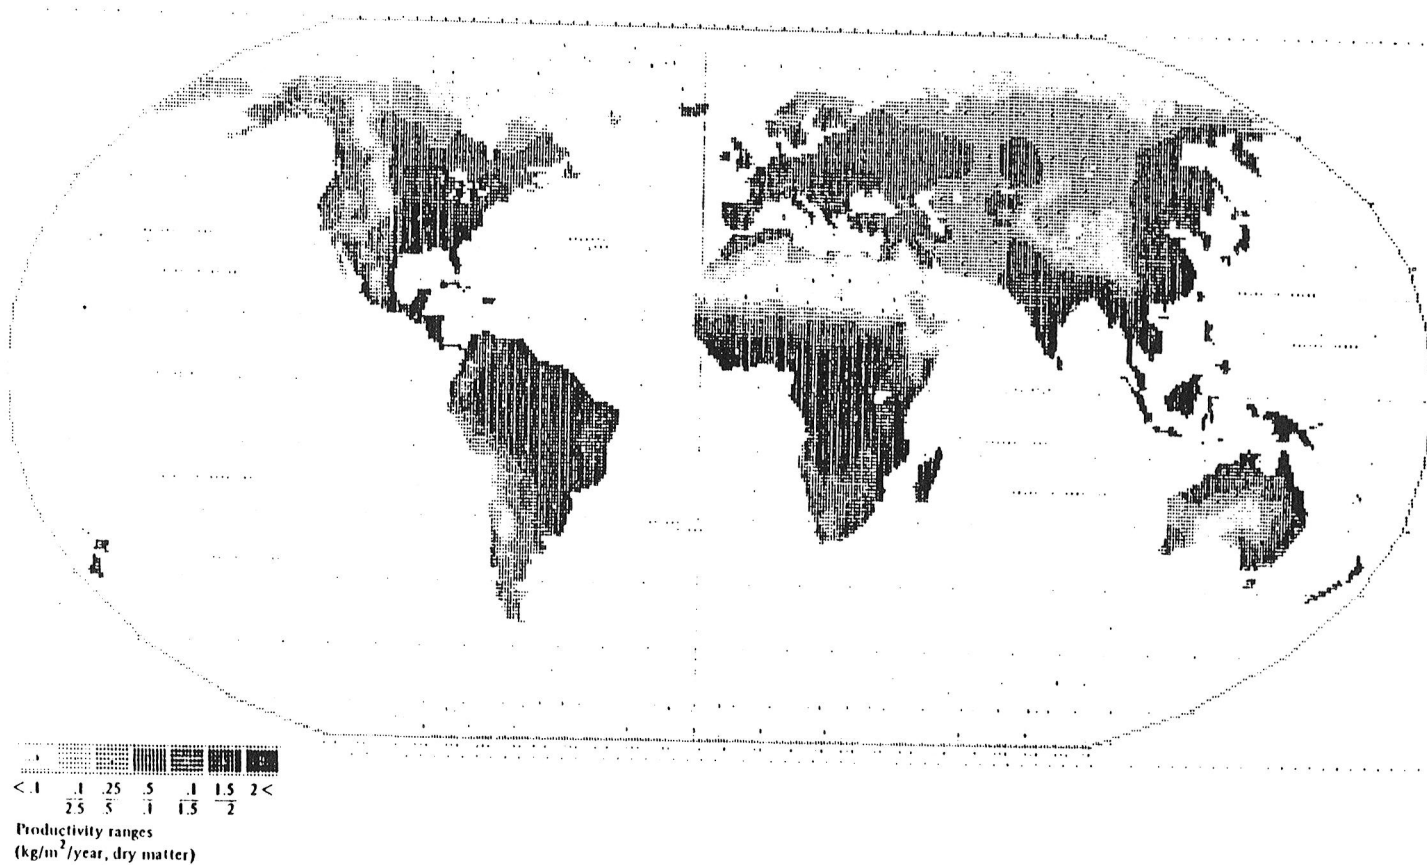 < .1 .1 .25 .5 .1 1.5 2 <
2.5 .5 .1 1.5 2
Productivity ranges
(kg/m²/year, dry matter)